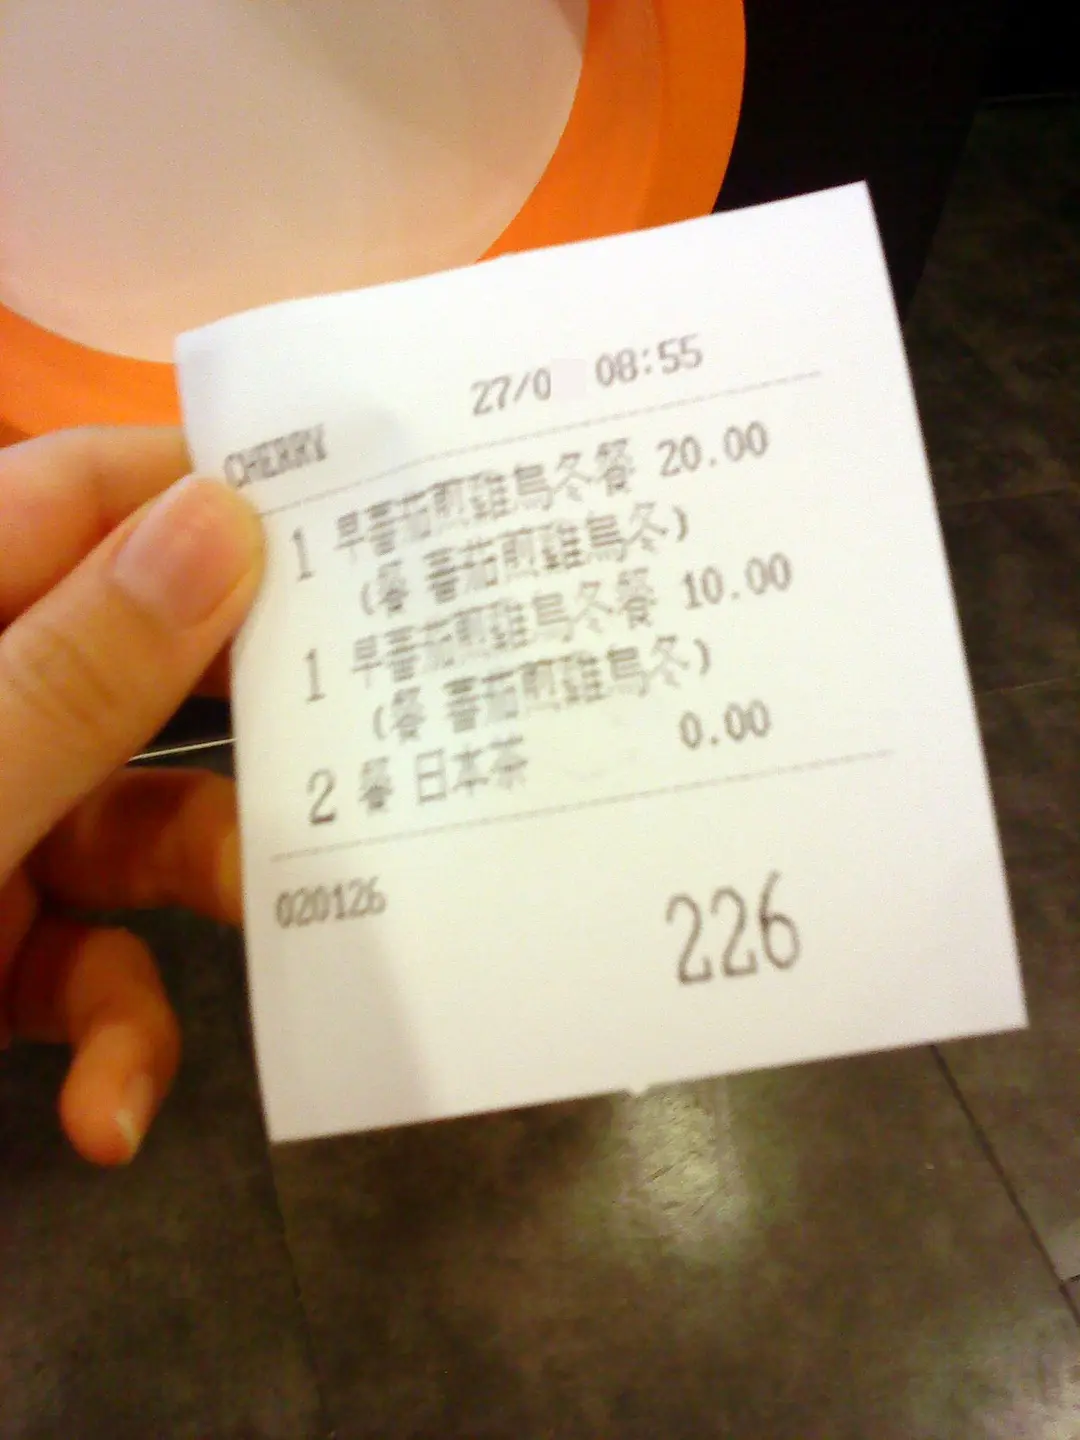 27/0 08:55
CHERRY
1 早蕃茄煎雞烏冬餐 20.00
(餐 蕃茄煎雞烏冬)
1 早蕃茄煎雞烏冬餐 10.00
(餐 蕃茄煎雞烏冬)
2 餐 日本茶 0.00
020126 226